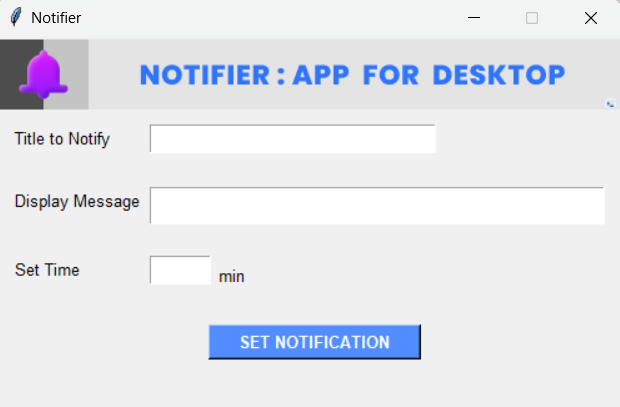 Notifier
NOTIFIER : APP FOR DESKTOP
Title to Notify
Display Message
Set Time
min
SET NOTIFICATION